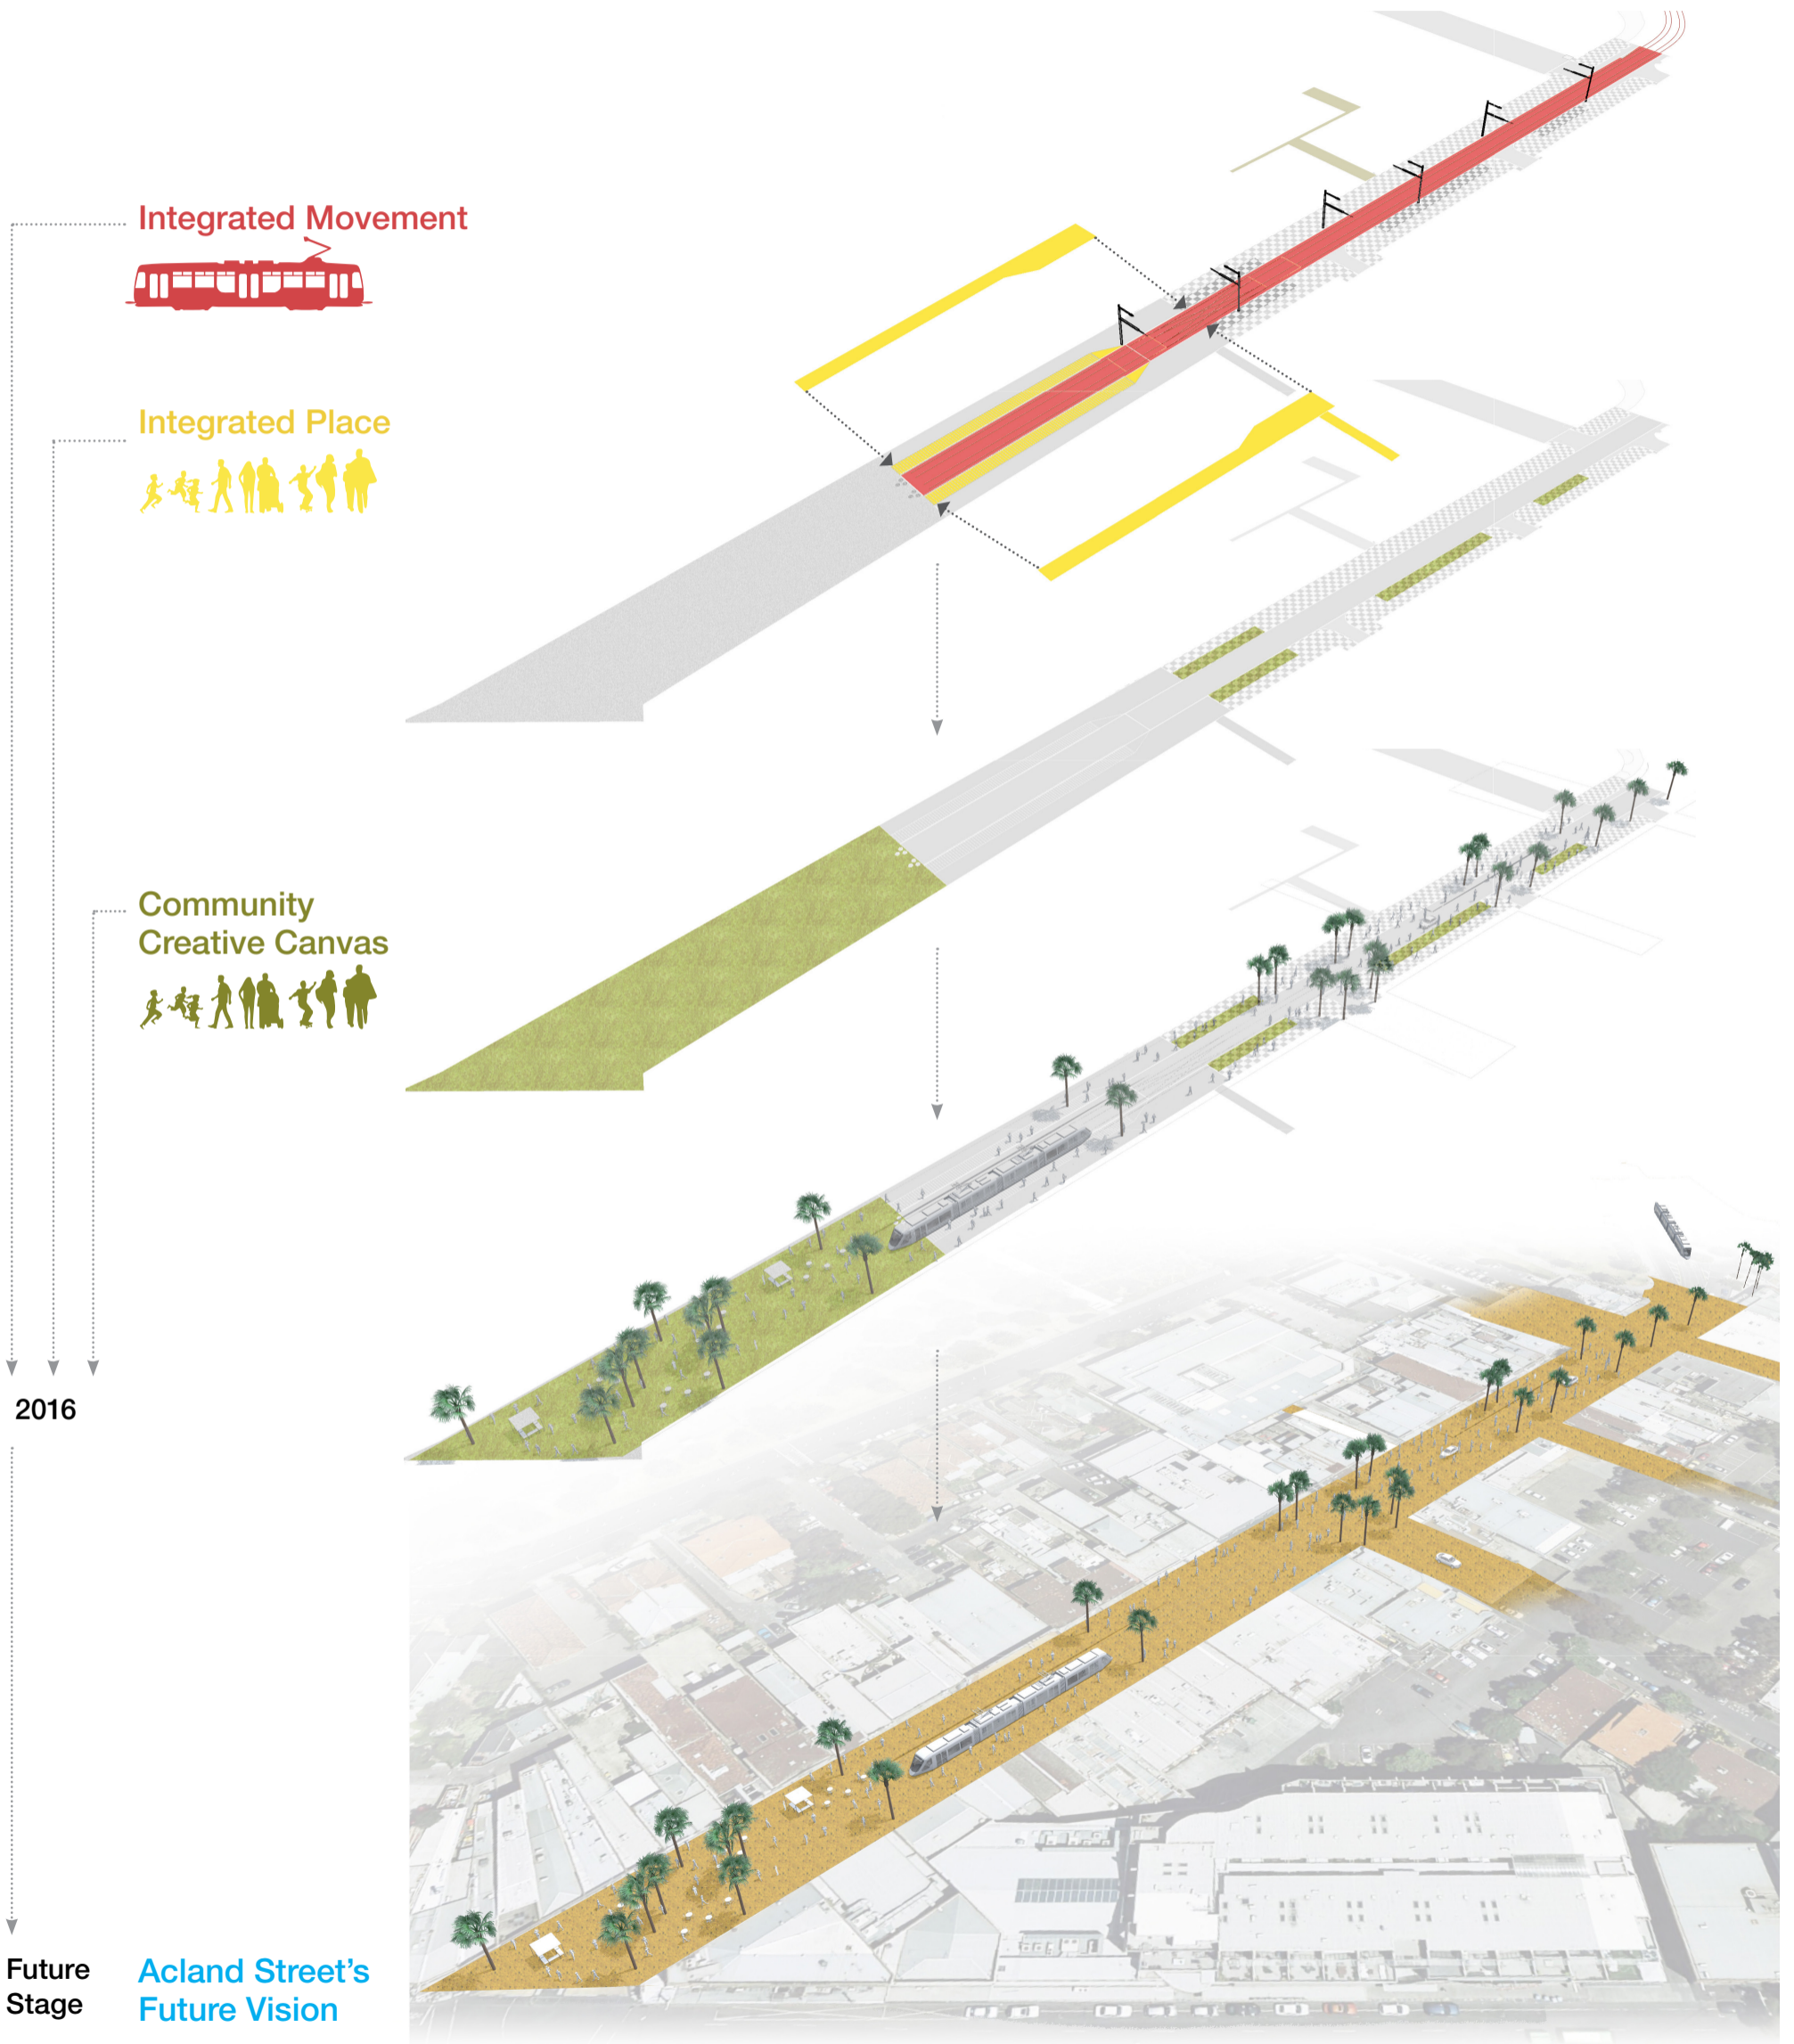 Integrated Movement
Integrated Place
Community
Creative Canvas
2016
Future
Stage
Acland Street's
Future Vision